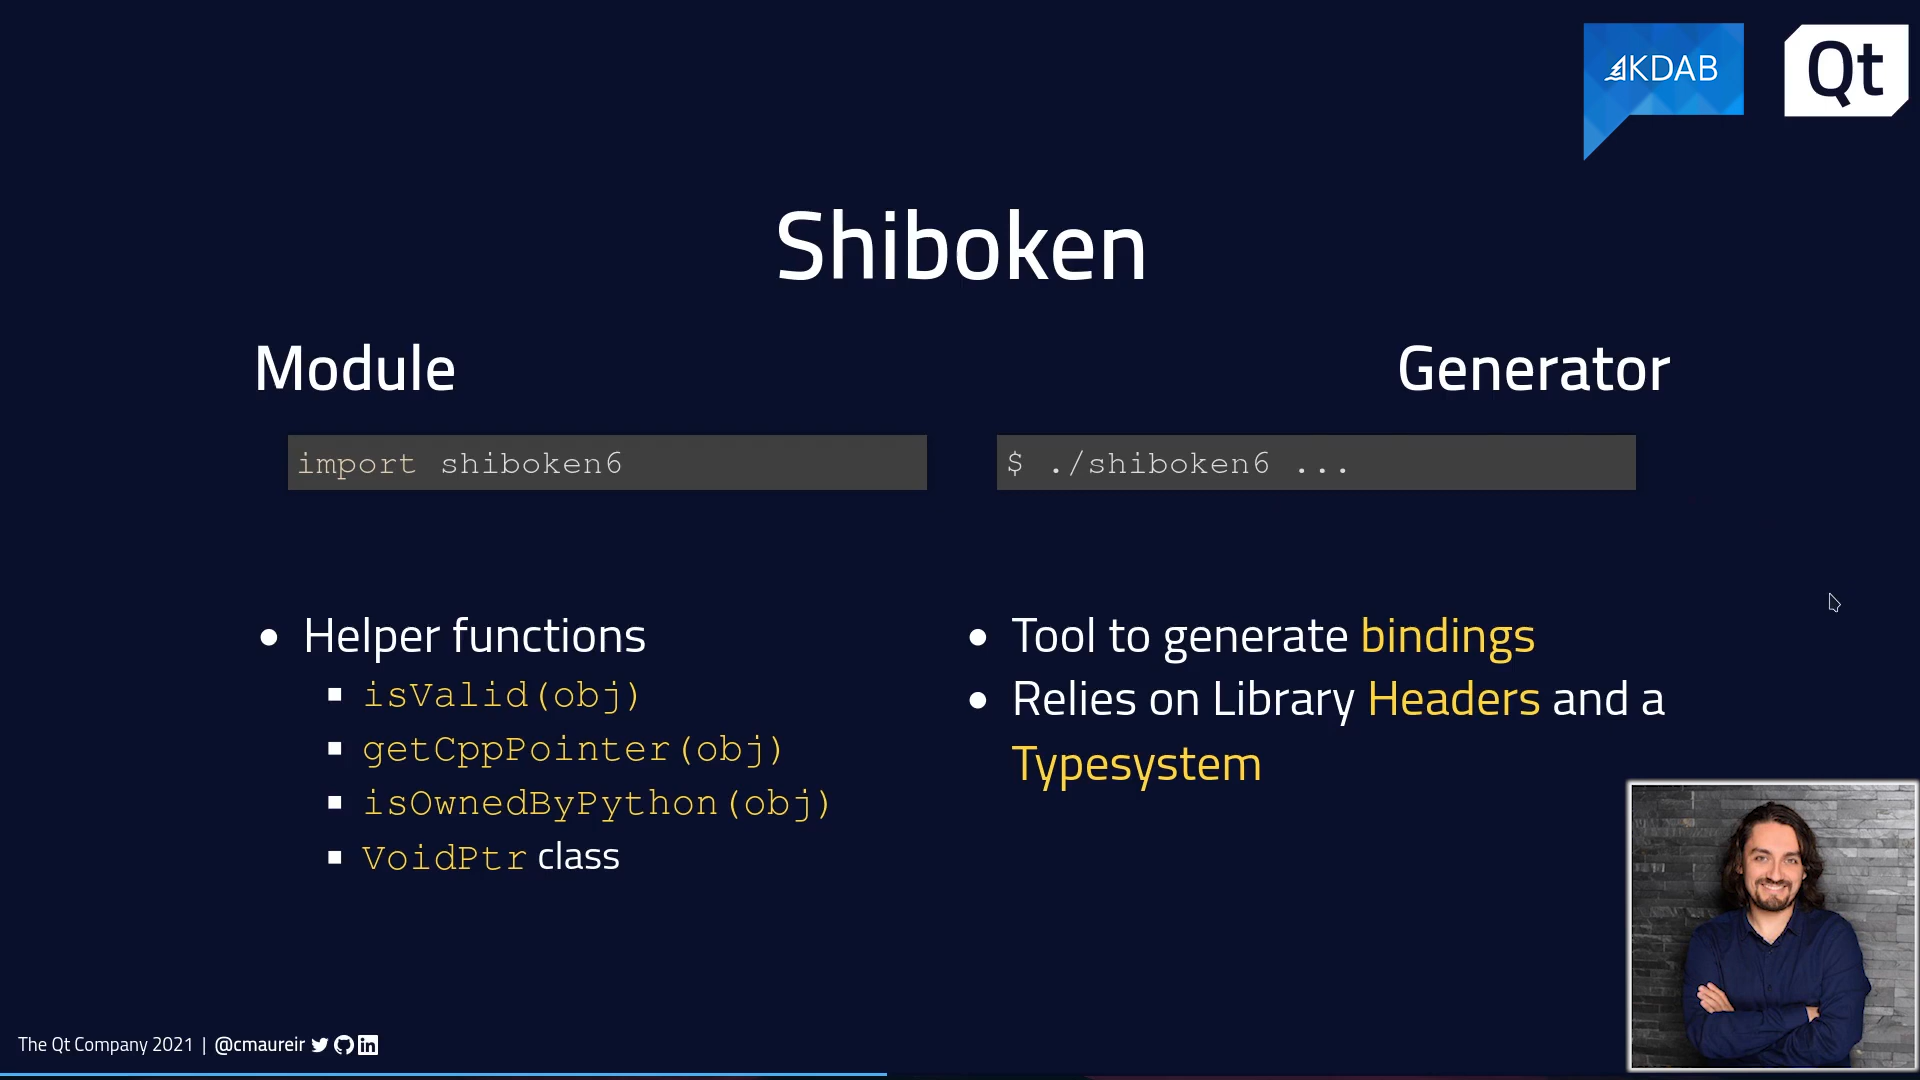 KDAB
Qt
Shiboken
Module
import shiboken6
• Helper functions
▪ isValid(obj)
▪ getCppPointer(obj)
▪ isOwnedByPython(obj)
▪ VoidPtr class
Generator
$ ./shiboken6 ...
• Tool to generate bindings
• Relies on Library Headers and a
Typesystem
The Qt Company 2021 | @cmaureir